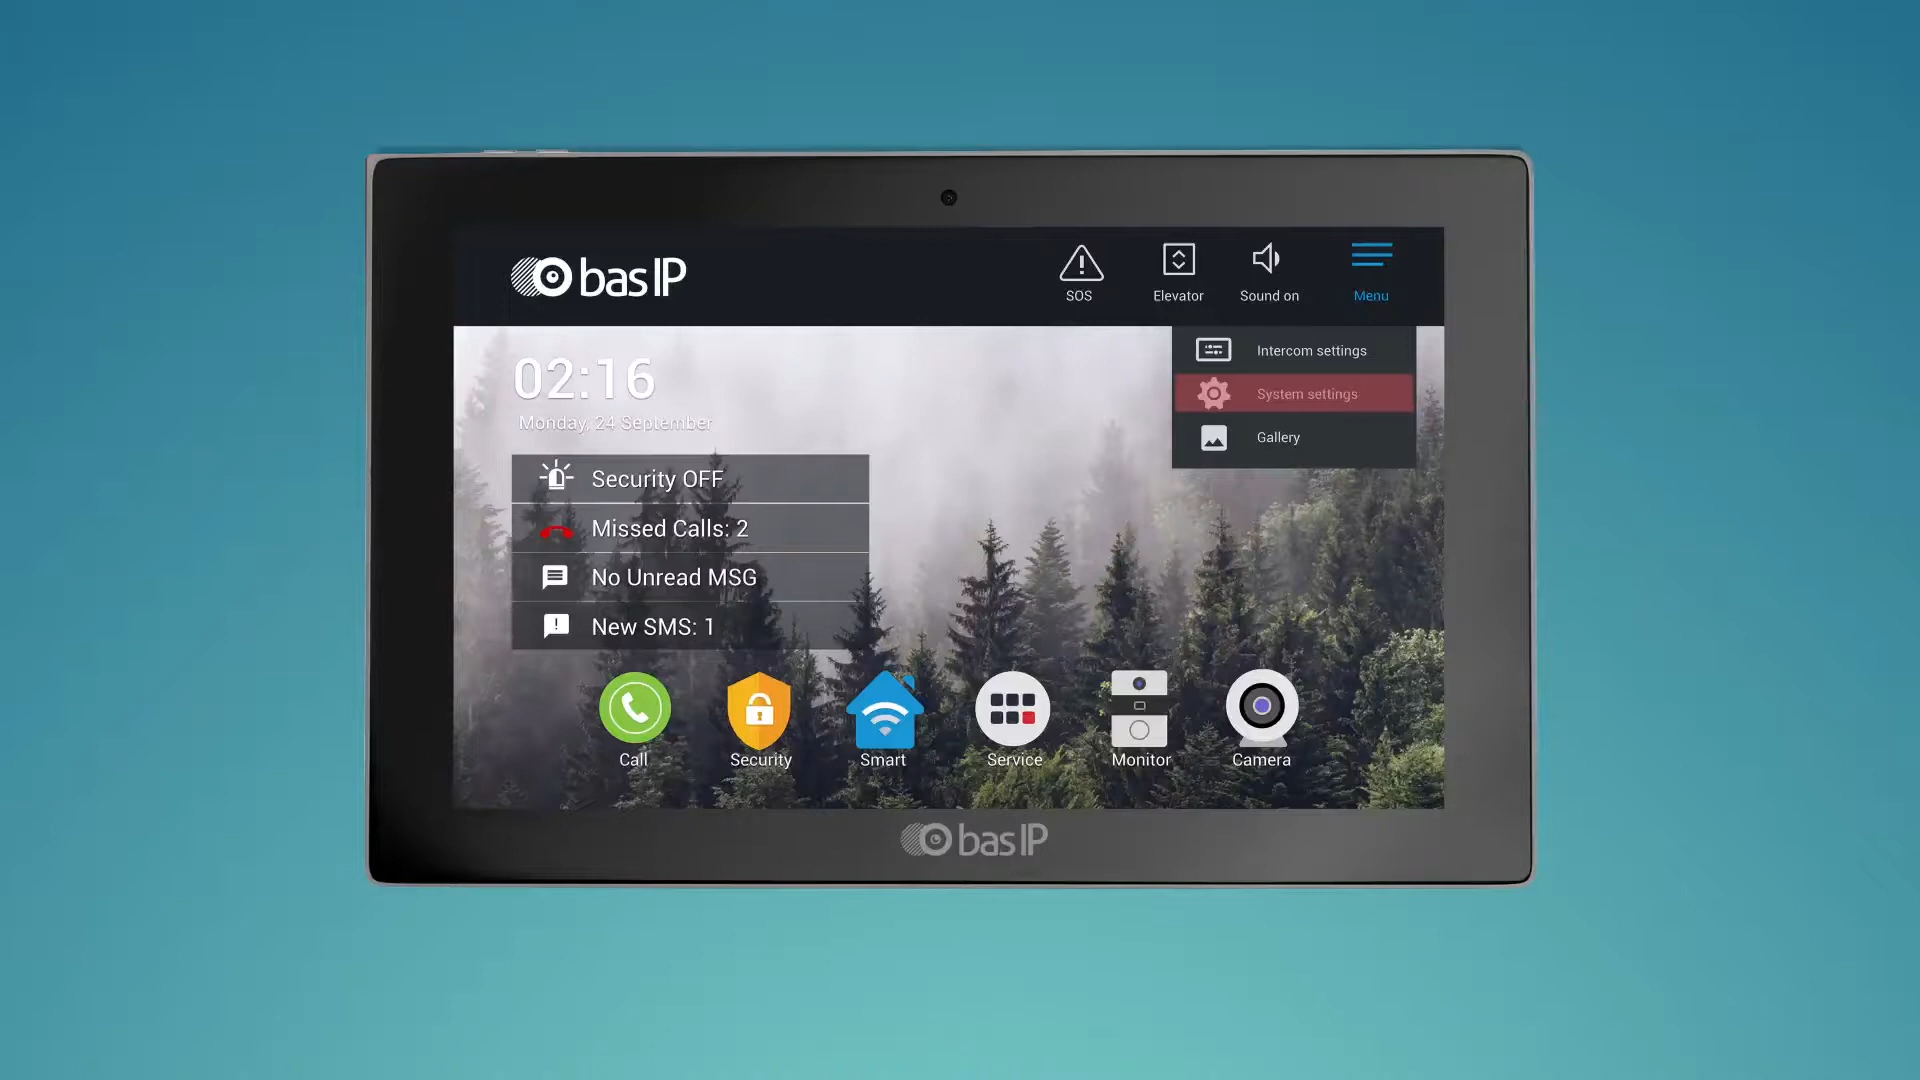 bas IP
SOS
Elevator
Sound on
Menu
Intercom settings
System settings
Gallery
02:16
Monday, 24 September
Security OFF
Missed Calls: 2
No Unread MSG
New SMS: 1
Call
Security
Smart
Service
Monitor
Camera
bas IP